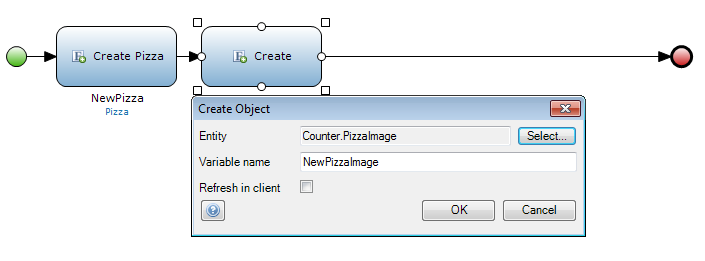 Create Pizza
Create
NewPizza
Pizza
Create Object
Entity
Counter.PizzaImage
Select...
Variable name
NewPizzaImage
Refresh in client
?
OK
Cancel